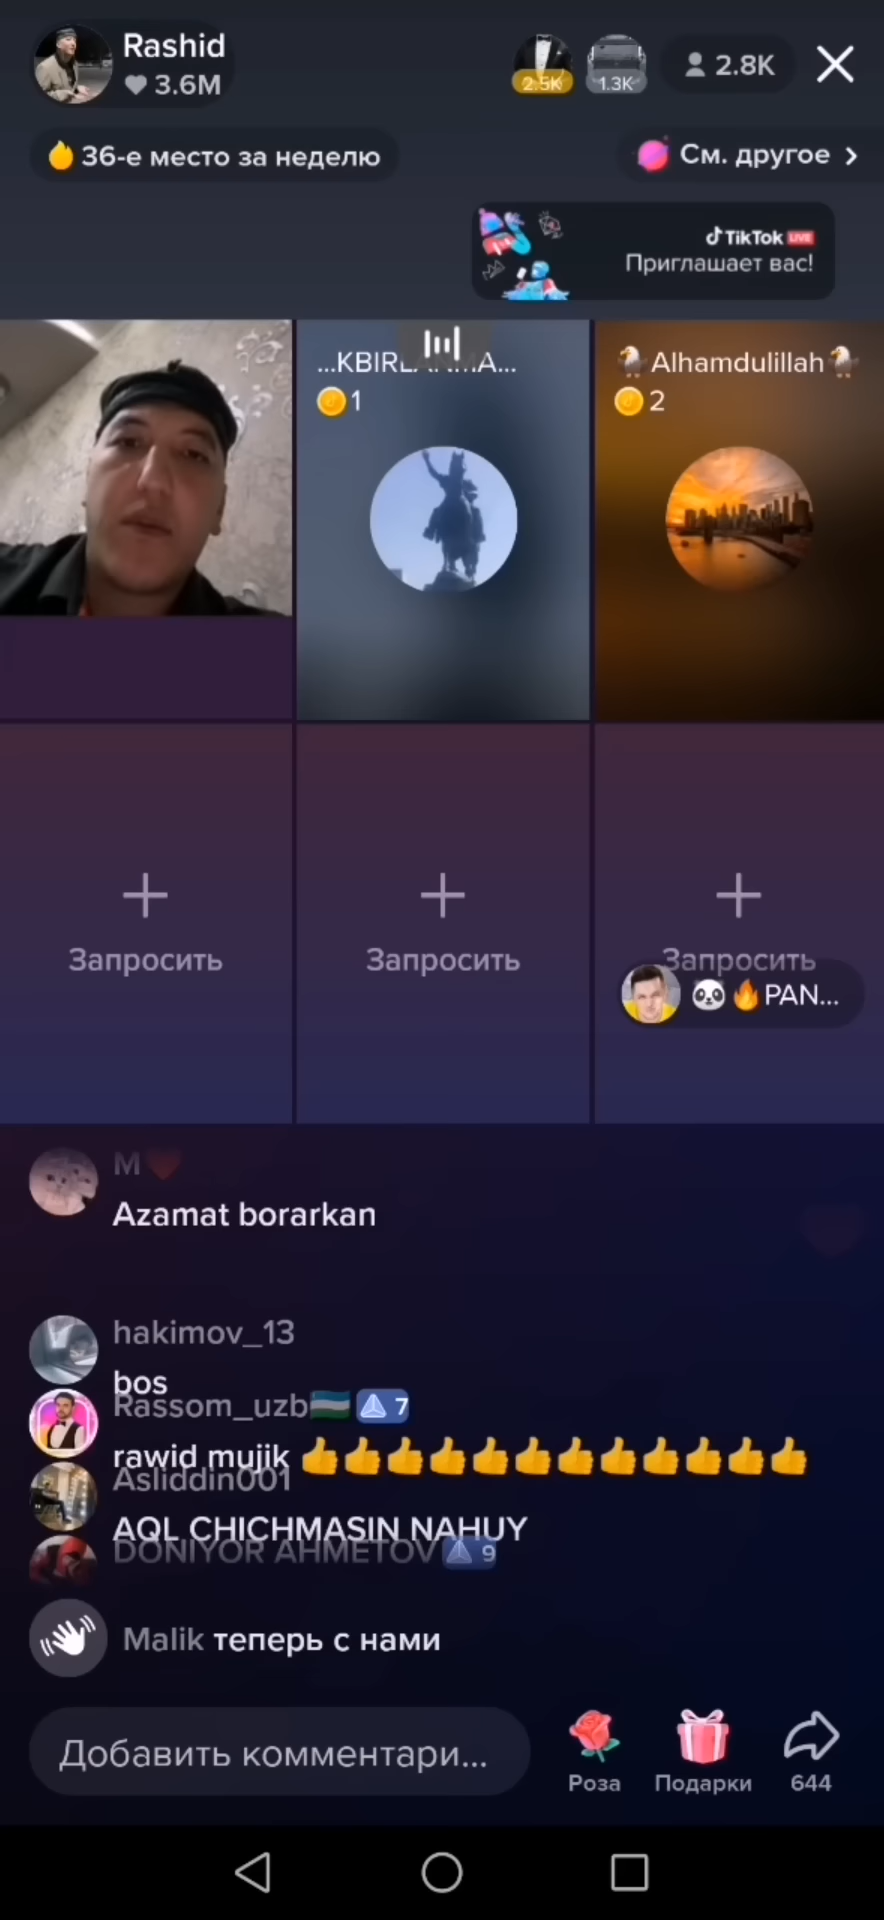 Rashid
3.6M
2.5K
1.3K
2.8K
36-е место за неделю
См. другое
TikTok LIVE
Приглашает вас!
Alhamdulillah
1
2
Запросить
Запросить
Запросить
PAN...
M
Azamat borarkan
hakimov_13
bos
Rassom_uzb 7
rawid mujik
Asliddin001
AQL CHICHMASIN NAHUY
DONIYOR AHMETOV 9
Malik теперь с нами
Добавить комментари...
Роза
Подарки
644